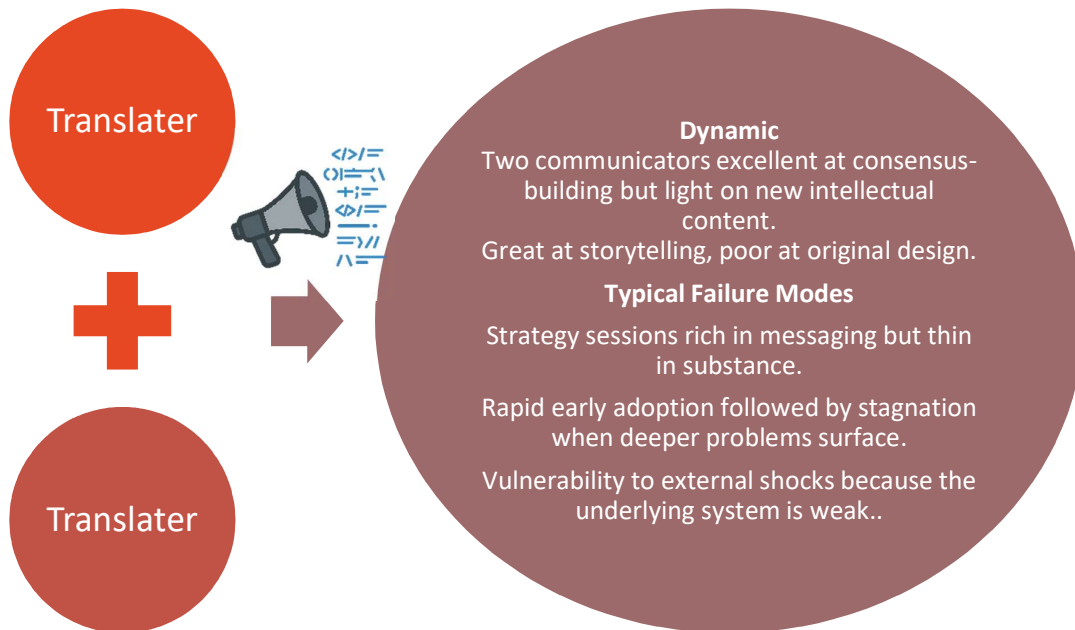 Translater
Translater
Dynamic
Two communicators excellent at consensus-
building but light on new intellectual
content.
Great at storytelling, poor at original design.
Typical Failure Modes
Strategy sessions rich in messaging but thin
in substance.
Rapid early adoption followed by stagnation
when deeper problems surface.
Vulnerability to external shocks because the
underlying system is weak..